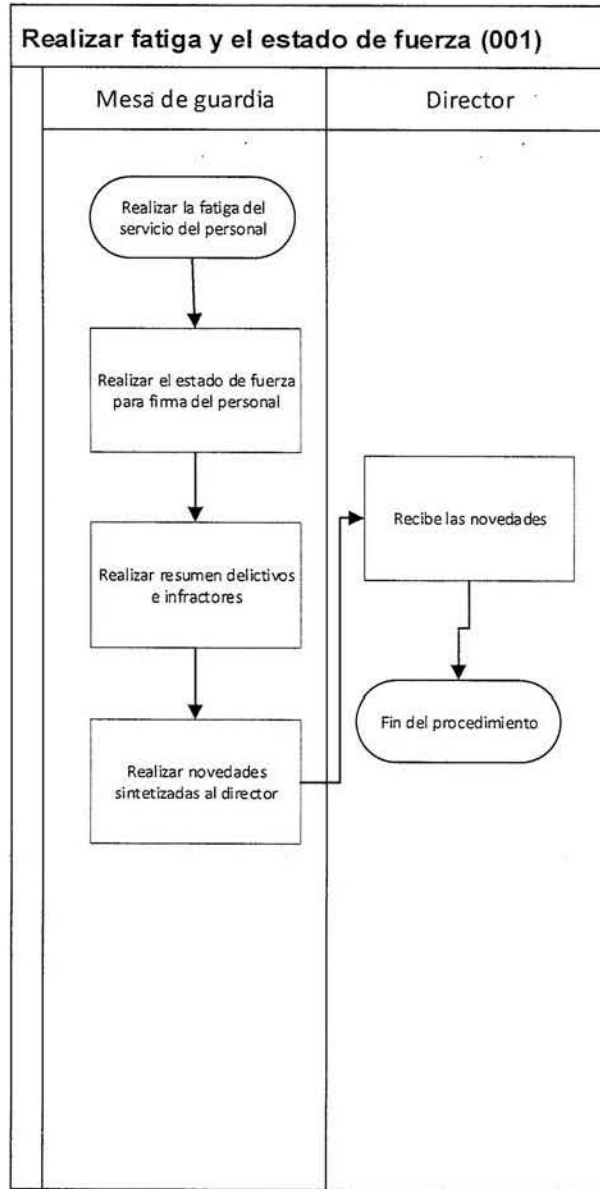 Realizar fatiga y el estado de fuerza (001)
Mesa de guardia
Director
Realizar la fatiga del
servicio del personal
Realizar el estado de fuerza
para firma del personal
Realizar resumen delictivos
e infractores
Realizar novedades
sintetizadas al director
Recibe las novedades
Fin del procedimiento